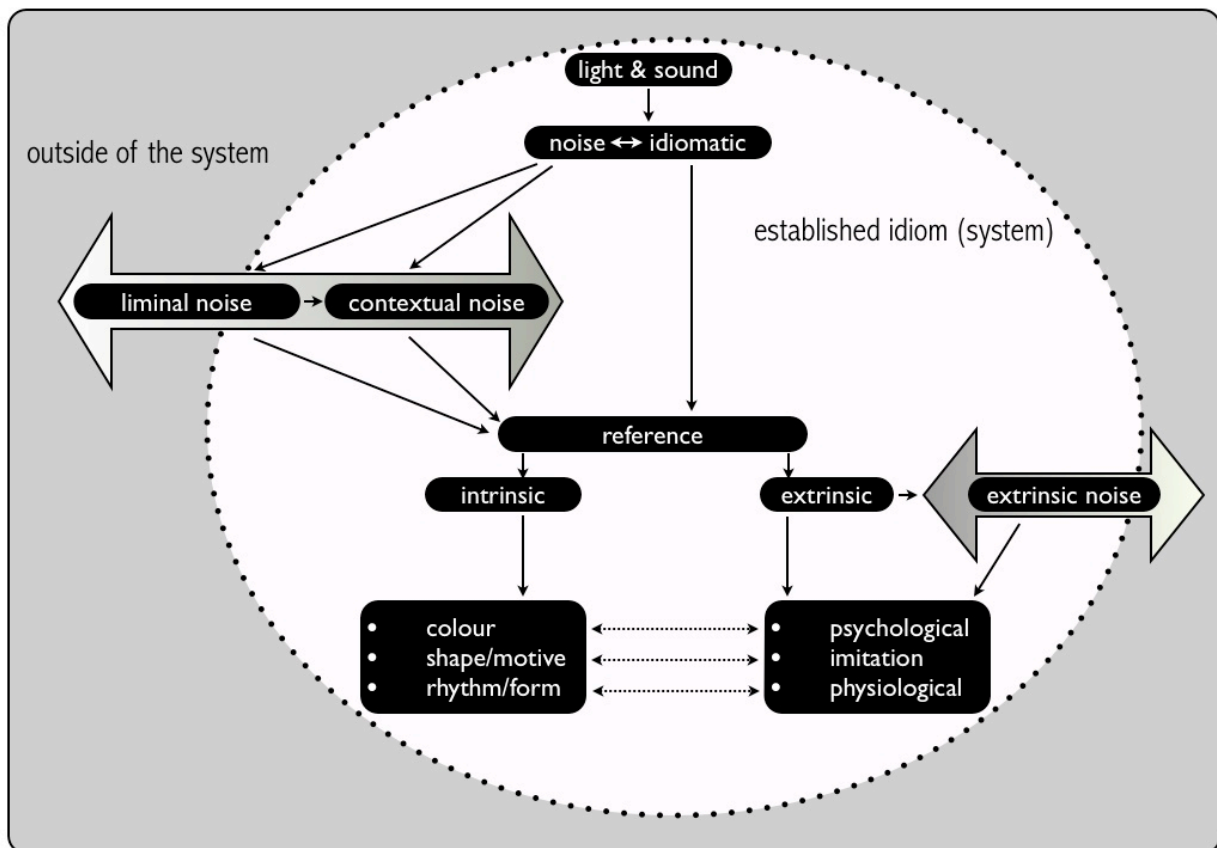 light & sound
outside of the system
noise ↔ idiomatic
established idiom (system)
liminal noise
contextual noise
reference
intrinsic
extrinsic
extrinsic noise
• colour
• shape/motive
• rhythm/form
• psychological
• imitation
• physiological